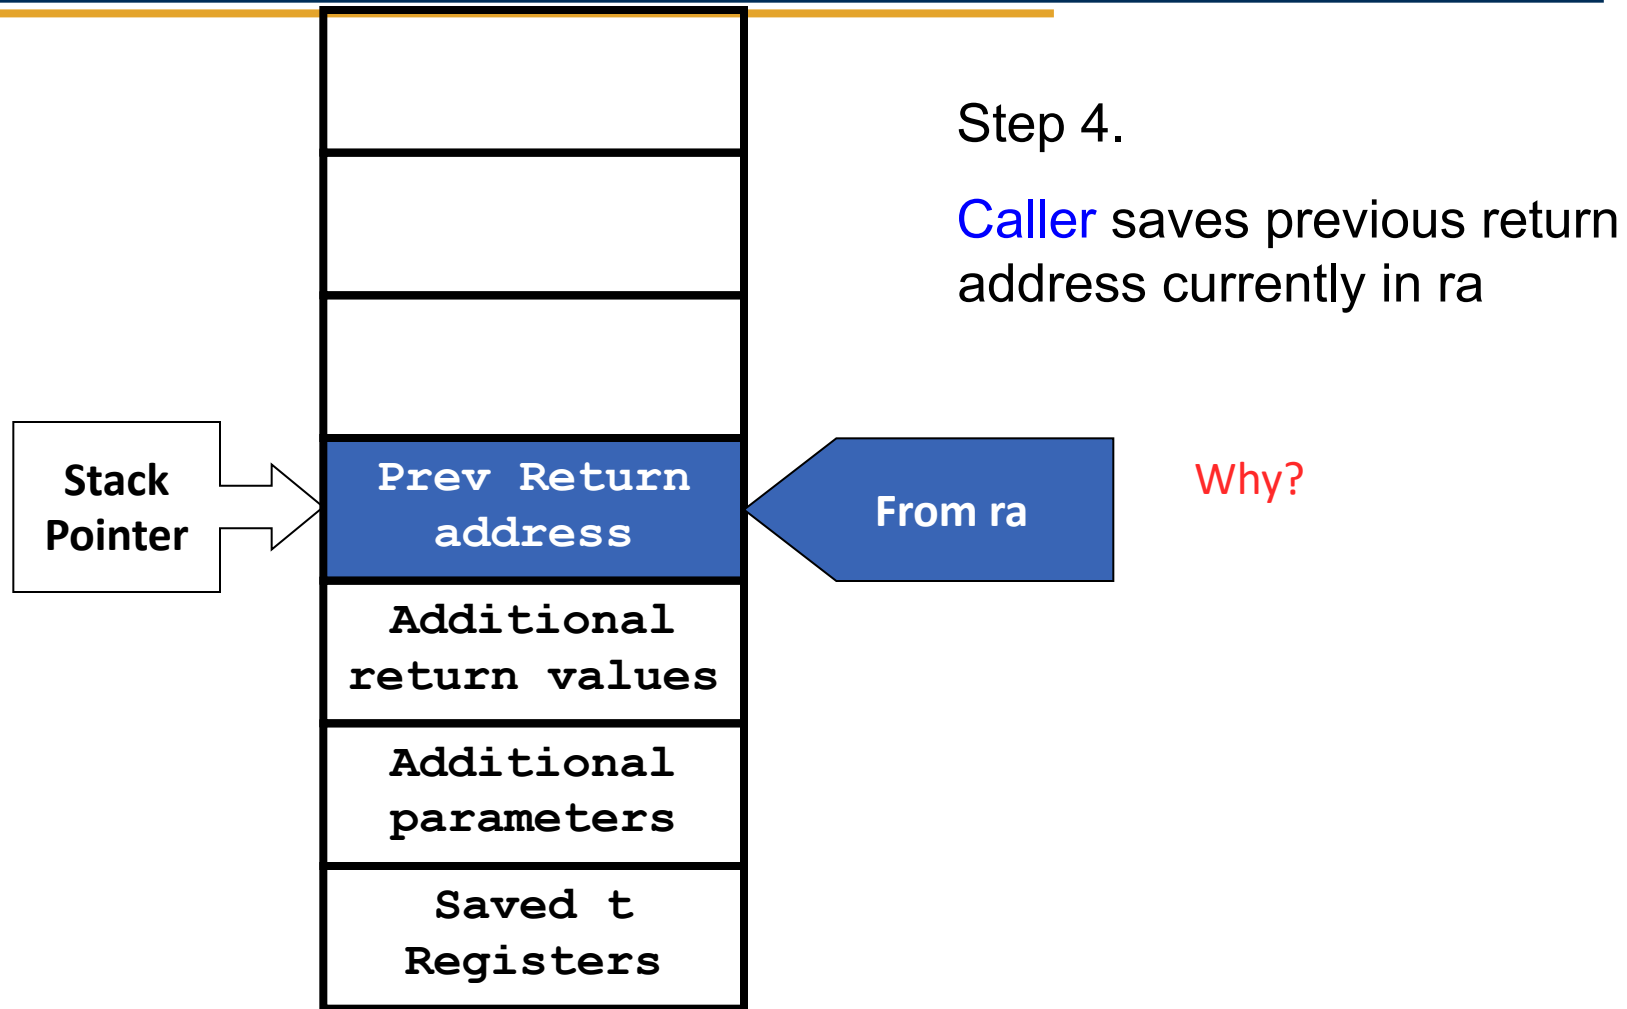 Step 4.
Caller saves previous return
address currently in ra
Stack
Pointer
Prev Return
address
From ra
Why?
Additional
return values
Additional
parameters
Saved t
Registers